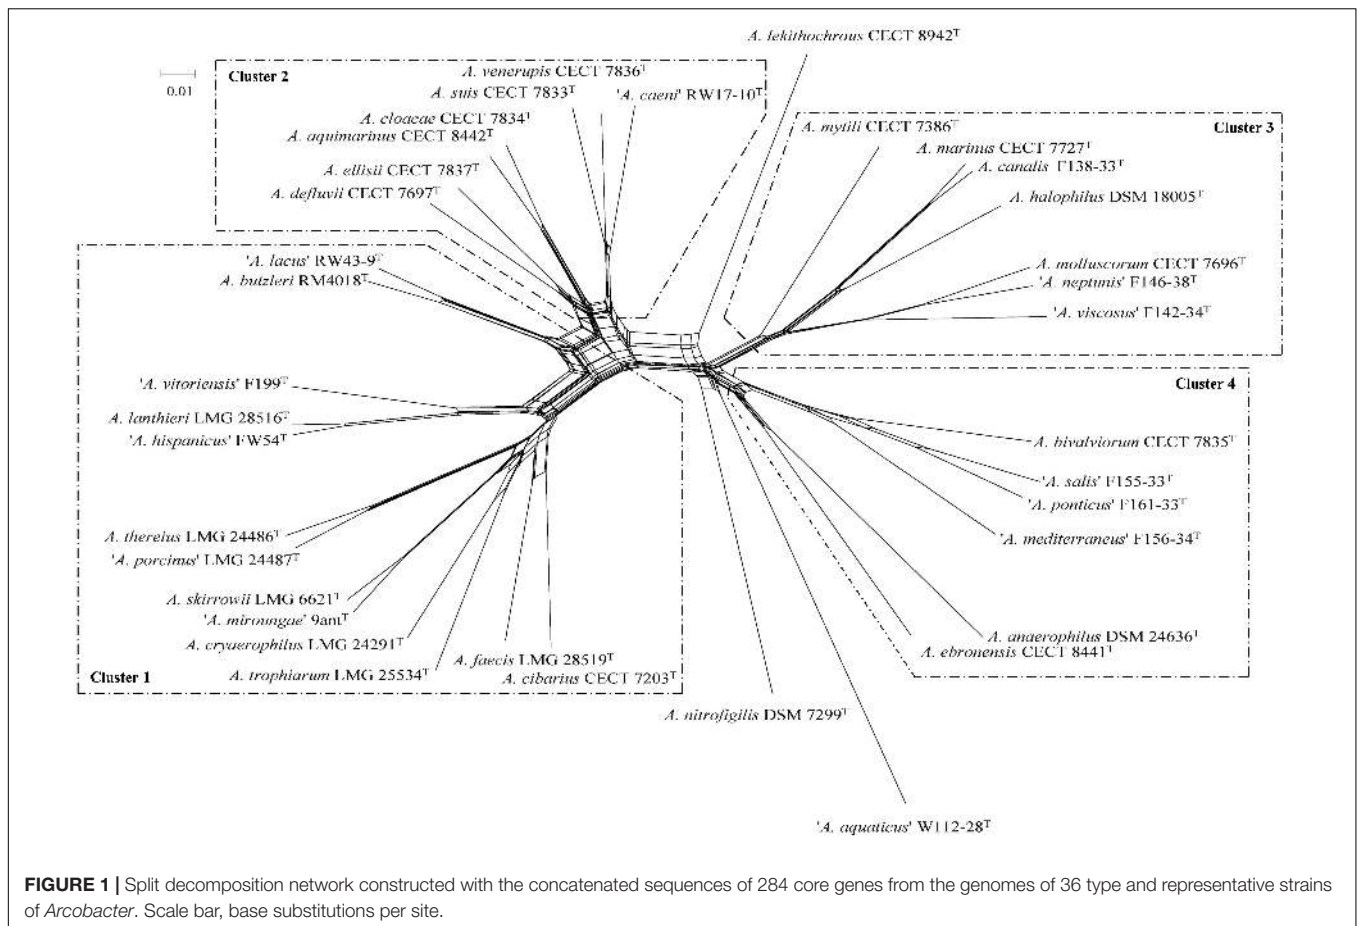 A. lekithochrous CECT 8942T
Cluster 2
0.01
A. venerupis CECT 7836T
A. suis CECT 7833T
'A. caeni' RW17-10T
A. cloacae CECT 7834T
A. aquimarinus CECT 8442T
A. ellisii CECT 7837T
A. defluvii CECT 7697T
A. mytili CECT 7386T
Cluster 3
A. marinus CECT 7727T
A. canalis F138-33T
A. halophilus DSM 18005T
A. molluscorum CECT 7696T
'A. neptunis' F146-38T
'A. viscosus' F142-34T
'A. lacus' RW43-9T
A. butzleri RM4018T
'A. vitoriensis' F199T
A. lanthieri LMG 28516T
'A. hispanicus' FW54T
A. thereius LMG 24486T
'A. porcinus' LMG 24487T
A. skirrowii LMG 6621T
'A. miroungae' 9antT
A. cryaerophilus LMG 24291T
A. trophiarum LMG 25534T
A. faecis LMG 28519T
A. cibarius CECT 7203T
Cluster 1
Cluster 4
A. bivalviorum CECT 7835T
'A. salis' F155-33T
'A. ponticus' F161-33T
'A. mediterraneus' F156-34T
A. anaerophilus DSM 24636T
A. ebronensis CECT 8441T
A. nitrofigilis DSM 7299T
'A. aquaticus' W112-28T
FIGURE 1 | Split decomposition network constructed with the concatenated sequences of 284 core genes from the genomes of 36 type and representative strains
of Arcobacter. Scale bar, base substitutions per site.